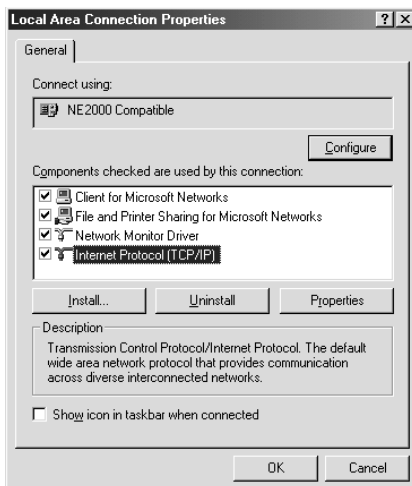 Local Area Connection Properties
General
Connect using:
NE2000 Compatible
Configure
Components checked are used by this connection:
Client for Microsoft Networks
File and Printer Sharing for Microsoft Networks
Network Monitor Driver
Internet Protocol (TCP/IP)
Install... Uninstall Properties
Description
Transmission Control Protocol/Internet Protocol. The default
wide area network protocol that provides communication
across diverse interconnected networks.
Show icon in taskbar when connected
OK Cancel